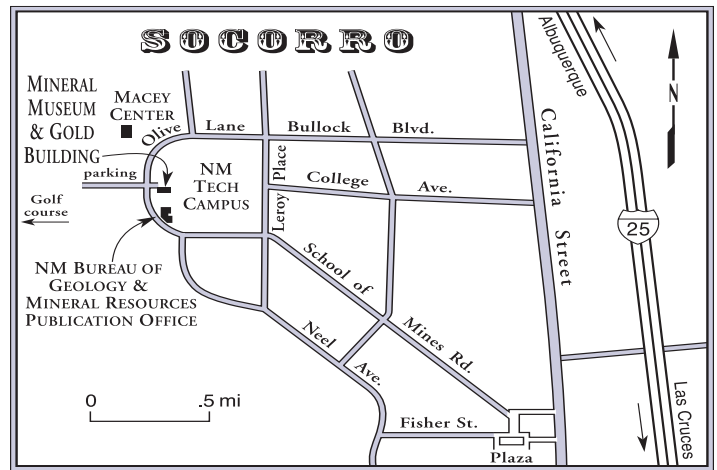 SOCORRO
MINERAL
MUSEUM
& GOLD
BUILDING
MACEY
CENTER
Olive Lane
Bullock Blvd.
parking
Golf
course
NM
TECH
CAMPUS
Leroy Place
College Ave.
NM BUREAU OF
GEOLOGY &
MINERAL RESOURCES
PUBLICATION OFFICE
School of Mines Rd.
Neel Ave.
Fisher St.
Plaza
California Street
Albuquerque
N
25
Las Cruces
0 .5 mi